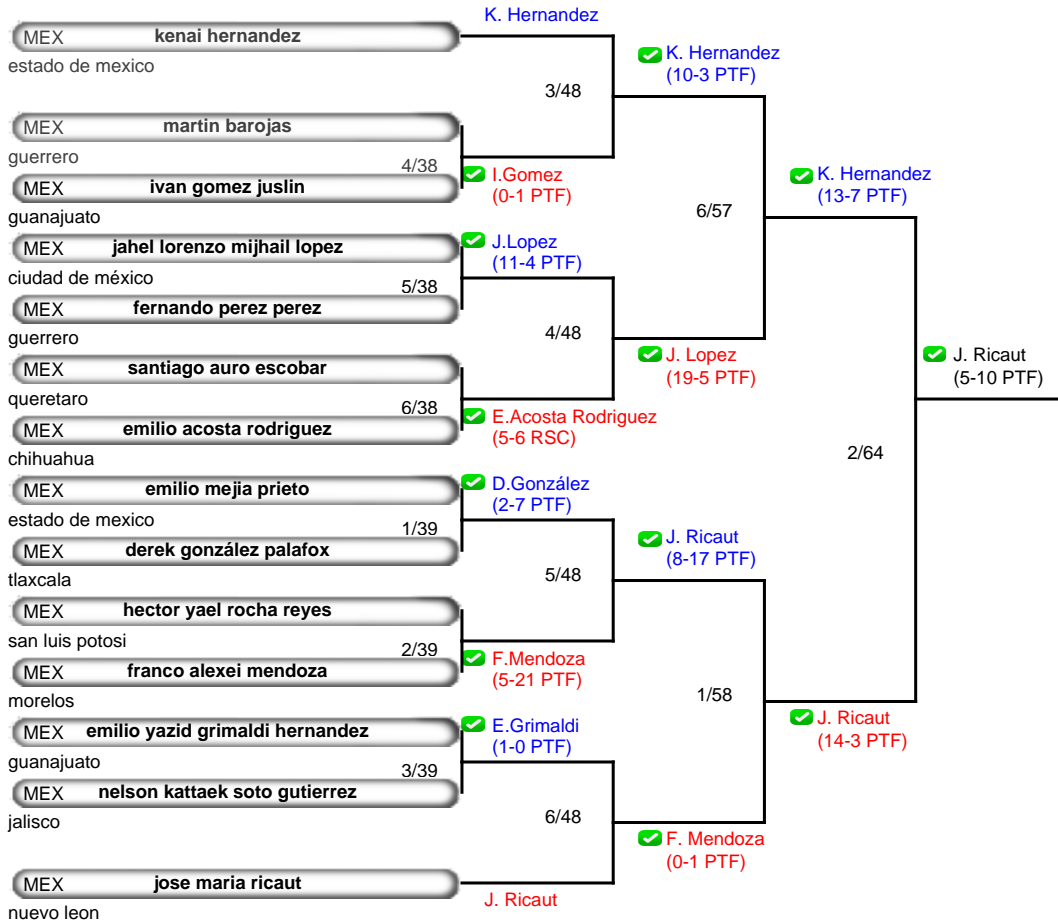 K. Hernandez
MEX kenai hernandez
estado de mexico
K. Hernandez
(10-3 PTF)
3/48
MEX martin barojas
guerrero
4/38
I.Gomez
(0-1 PTF)
MEX ivan gomez juslin
guanajuato
K. Hernandez
(13-7 PTF)
6/57
MEX jahel lorenzo mijhail lopez
ciudad de méxico
J.Lopez
(11-4 PTF)
5/38
MEX fernando perez perez
guerrero
4/48
J. Lopez
(19-5 PTF)
J. Ricaut
(5-10 PTF)
MEX santiago auro escobar
queretaro
6/38
E.Acosta Rodriguez
(5-6 RSC)
MEX emilio acosta rodriguez
chihuahua
2/64
MEX emilio mejia prieto
estado de mexico
D.González
(2-7 PTF)
1/39
MEX derek gonzález palafox
tlaxcala
J. Ricaut
(8-17 PTF)
5/48
MEX hector yael rocha reyes
san luis potosi
2/39
F.Mendoza
(5-21 PTF)
MEX franco alexei mendoza
morelos
1/58
J. Ricaut
(14-3 PTF)
MEX emilio yazid grimaldi hernandez
guanajuato
E.Grimaldi
(1-0 PTF)
3/39
MEX nelson kattaek soto gutierrez
jalisco
6/48
F. Mendoza
(0-1 PTF)
MEX jose maria ricaut
nuevo leon
J. Ricaut